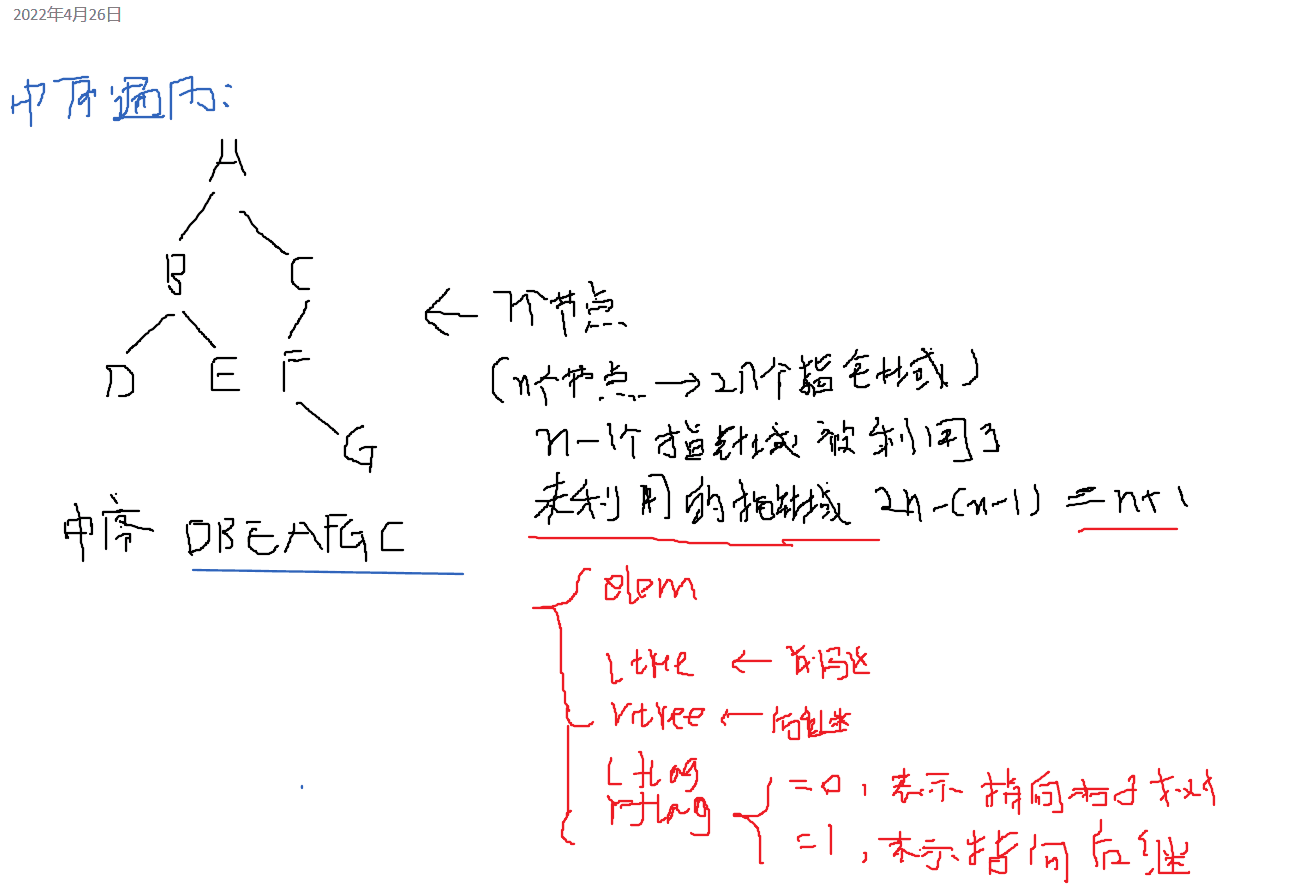 2022年4月26日
中序遍历:
A
B C
D E F
G
← 7个节点
(n个节点 → 2n个指针域)
n-1个指针域被利用了
未利用的指针域 2n-(n-1) = n+1
中序 DBEAFGC
elem
ltree ← 前驱
rtree ← 后继
lflag
rflag
=0, 表示指向右子树
=1, 表示指向后继